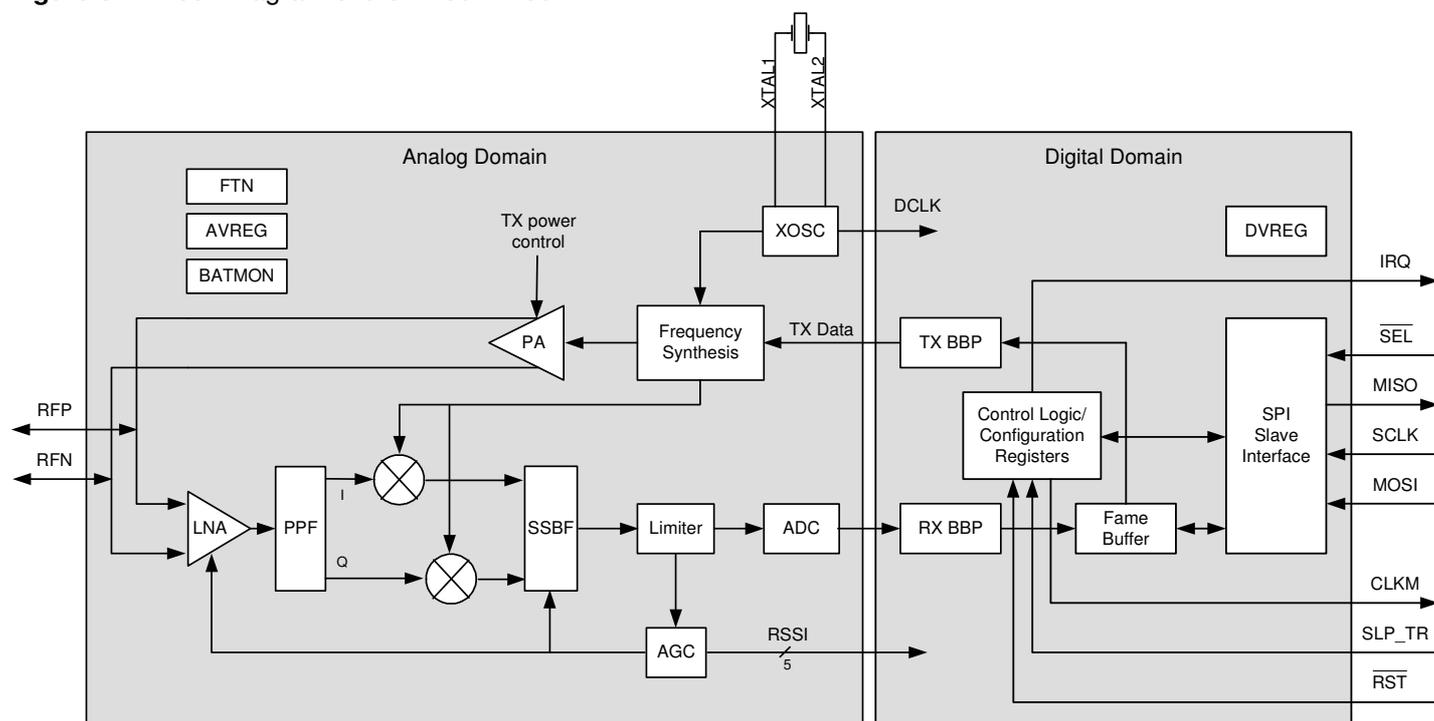 XTAL1
XTAL2
Analog Domain
Digital Domain
FTN
AVREG
BATMON
TX power
control
XOSC
DCLK
DVREG
IRQ
PA
Frequency
Synthesis
TX Data
TX BBP
SEL
MISO
SCLK
MOSI
RFP
RFN
Control Logic/
Configuration
Registers
SPI
Slave
Interface
LNA
PPF
I
Q
SSBF
Limiter
ADC
RX BBP
Fame
Buffer
CLKM
SLP_TR
RST
AGC
RSSI
5